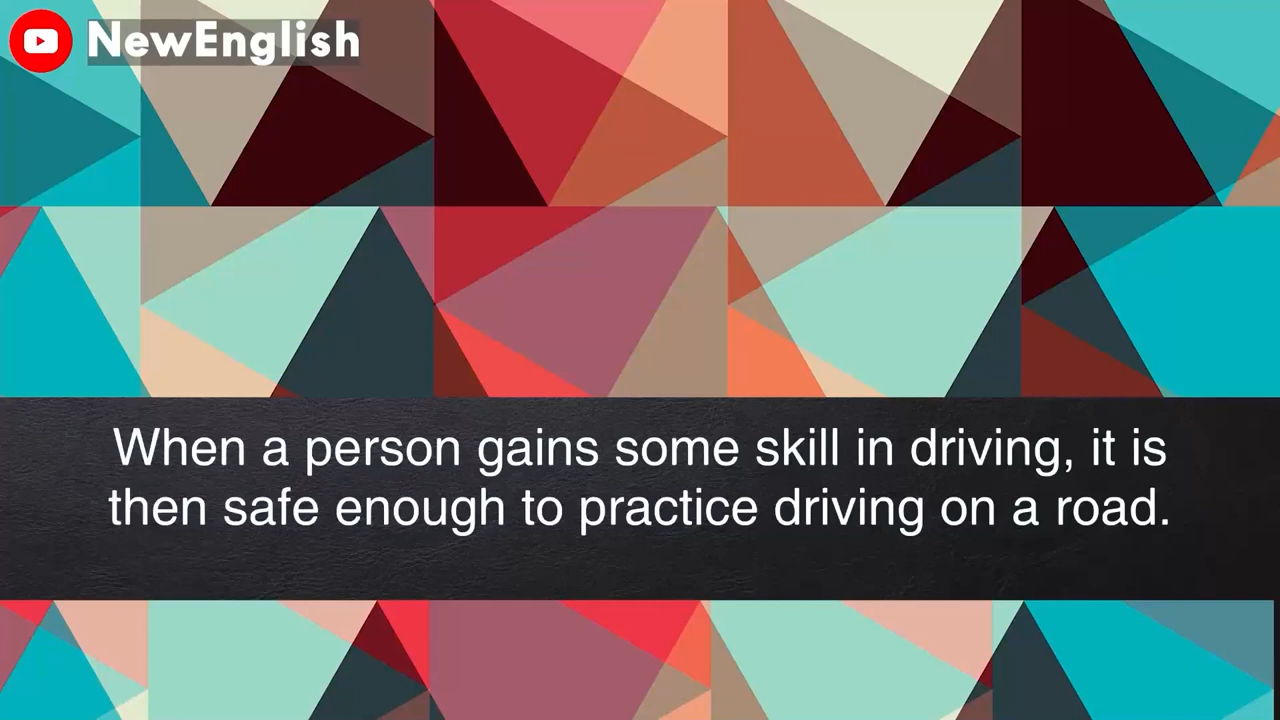 NewEnglish
When a person gains some skill in driving, it is
then safe enough to practice driving on a road.